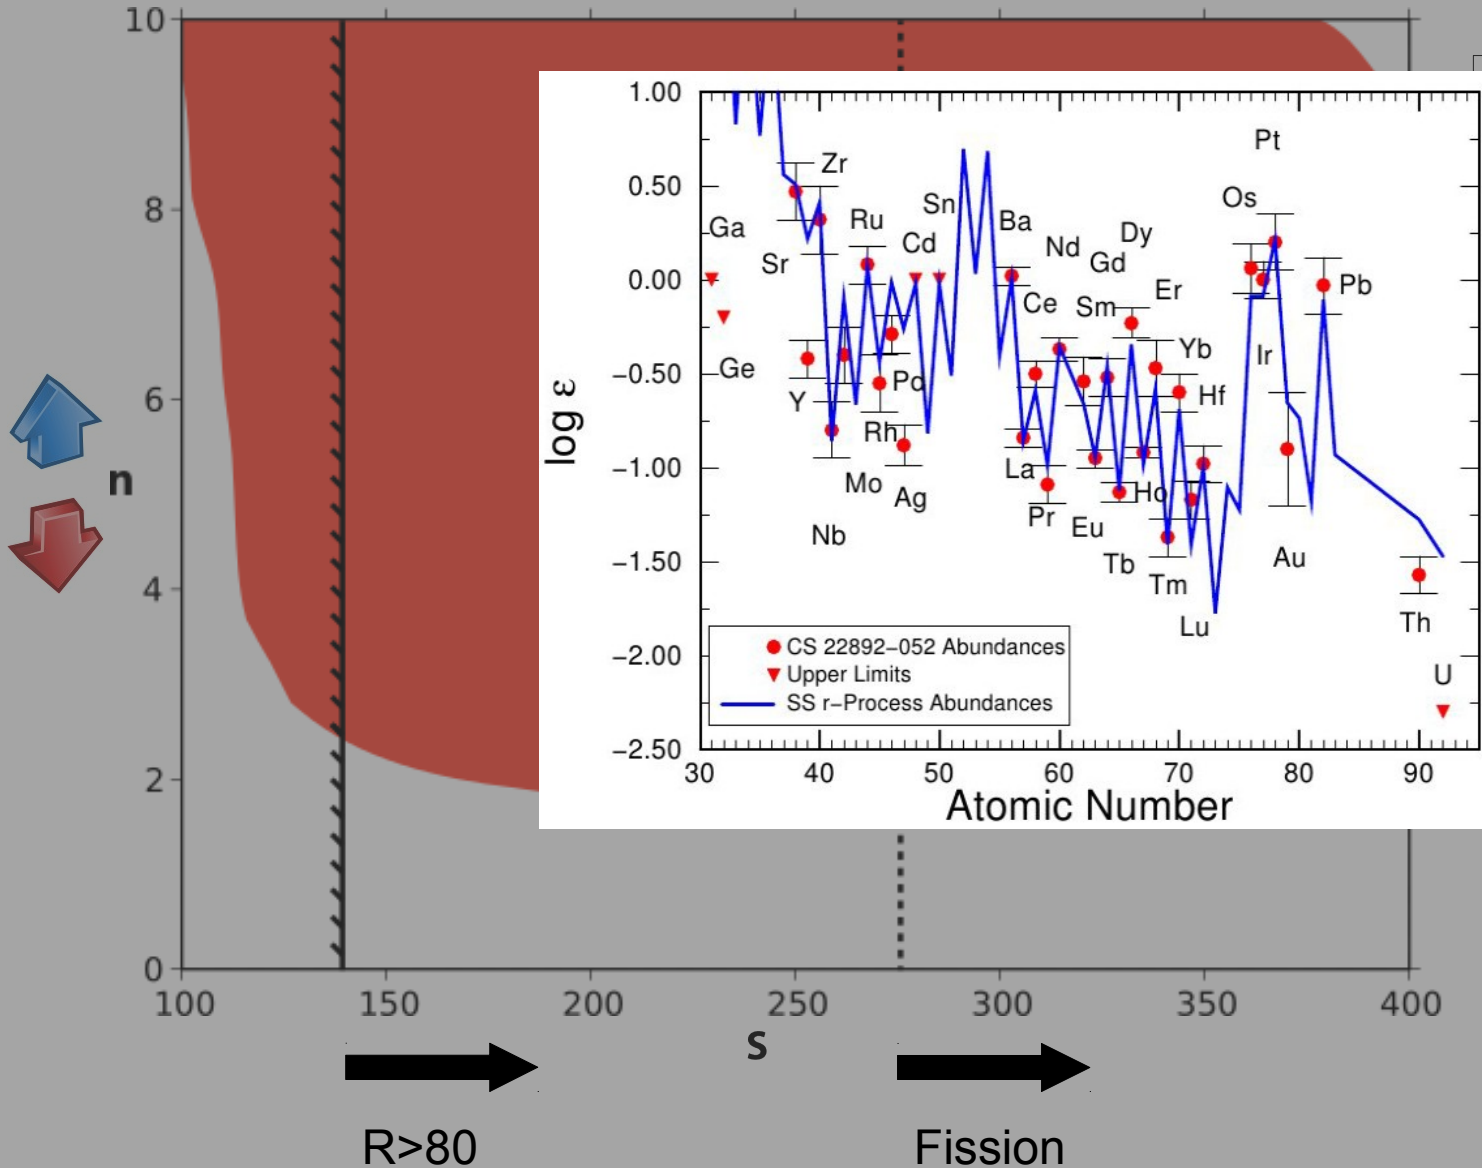 10
8
6
4
2
0
n
100 150 200 250 300 350 400
S
R>80 Fission
1.00
0.50
0.00
−0.50
−1.00
−1.50
−2.00
−2.50
log ε
30 40 50 60 70 80 90
Atomic Number
Pt
Zr
Os
Sn
Ru
Ba
Ga
Dy
Cd
Nd
Sr
Gd
Pb
Er
Ce
Sm
Yb
Ir
Ge
Pd
Hf
Y
Rh
La
Mo
Ho
Ag
Pr
Eu
Nb
Au
Tb
Tm
Th
Lu
U
CS 22892−052 Abundances
Upper Limits
SS r−Process Abundances